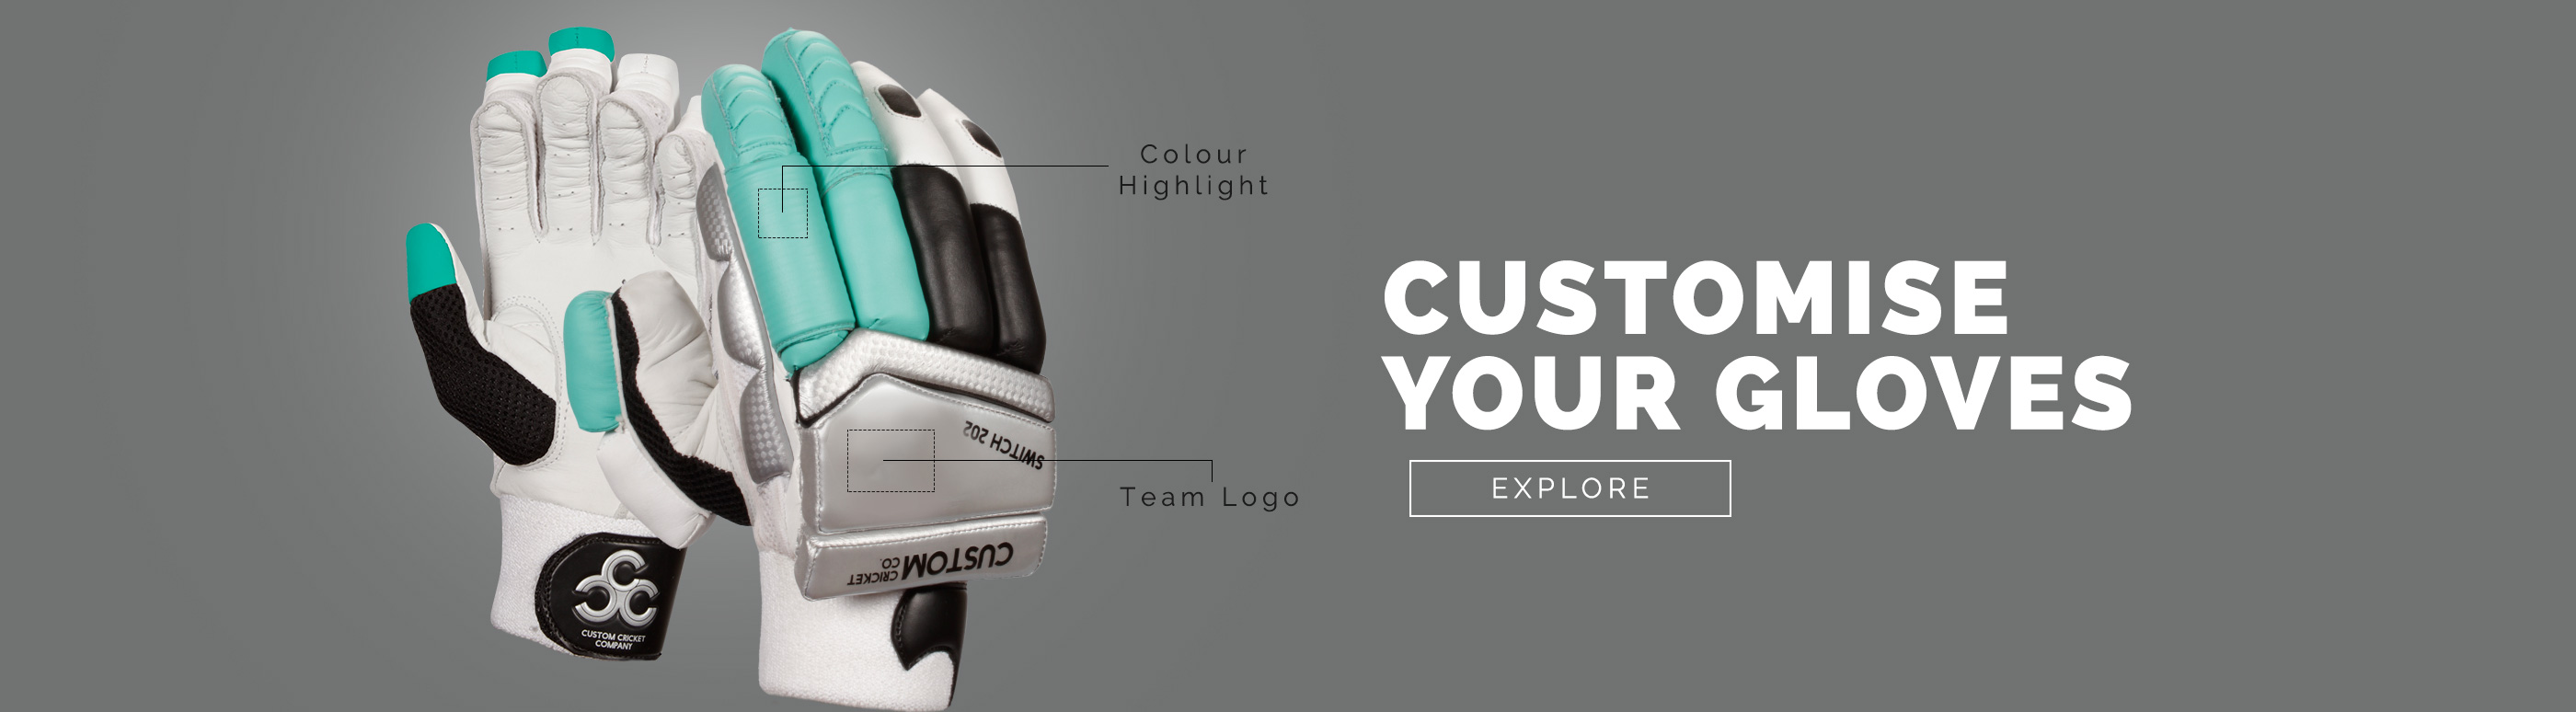 Colour
Highlight
CUSTOMISE
YOUR GLOVES
EXPLORE
Team Logo
SWITCH 202
CUSTOM
CRICKET
CO.
CUSTOM CRICKET
COMPANY